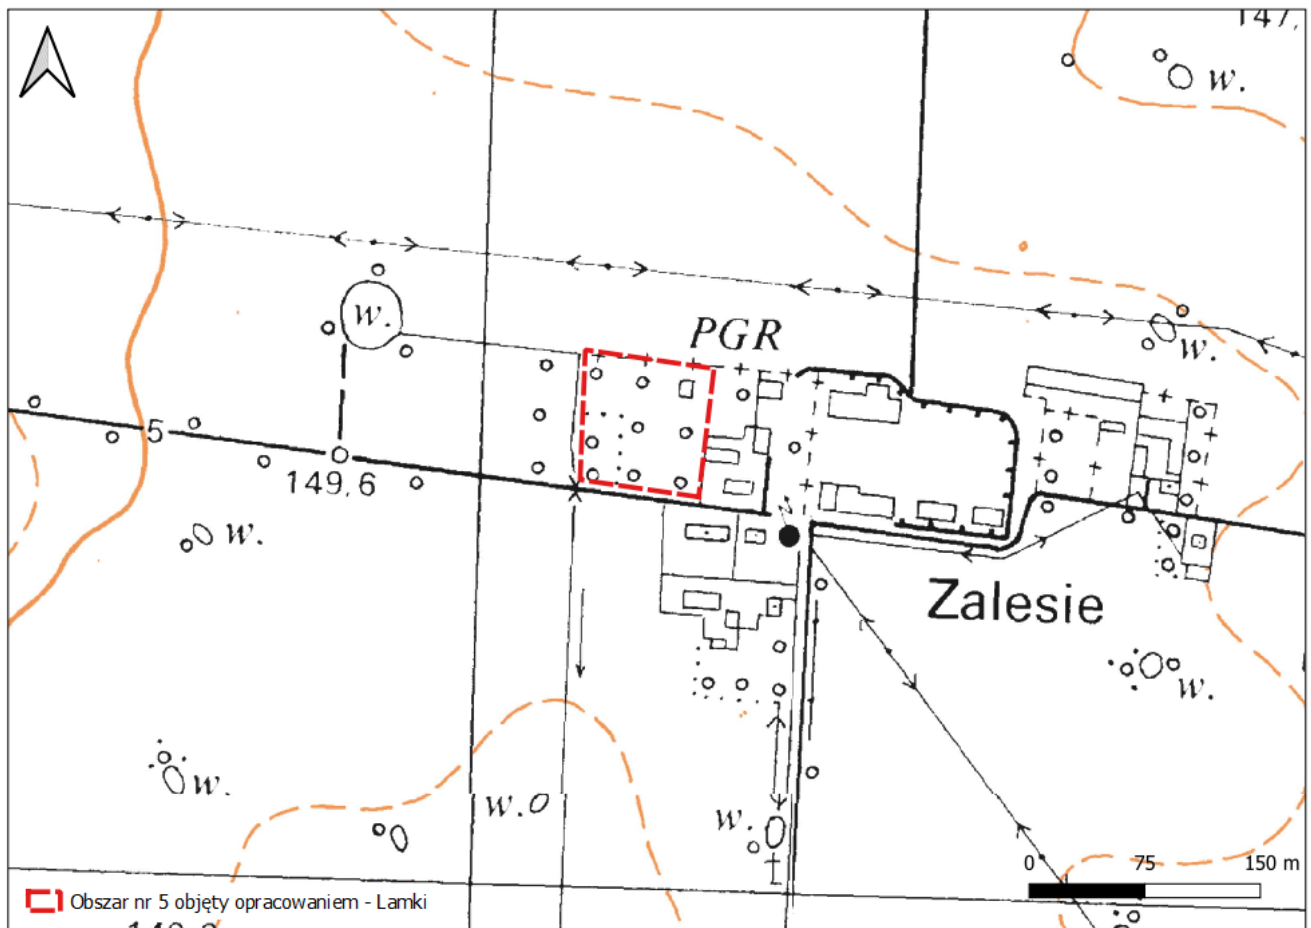 147,
w.
w.
PGR
w.
5
149.6
w.
Zalesie
w.
w.
w.
w.
0 75 150 m
Obszar nr 5 objęty opracowaniem - Lamki